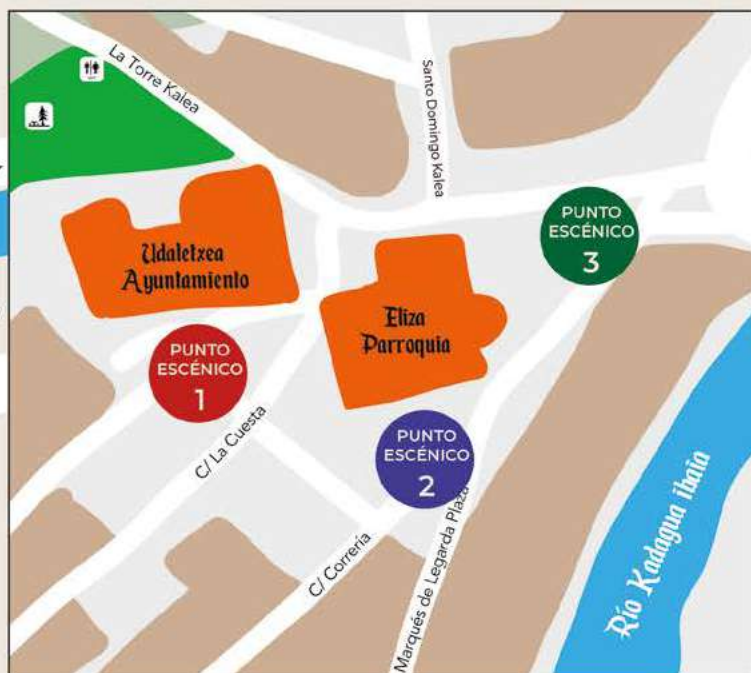 La Torre Kalea
Santo Domingo Kalea
Udaletxea
Ayuntamiento
Eliza
Parroquia
PUNTO
ESCÉNICO
3
PUNTO
ESCÉNICO
1
PUNTO
ESCÉNICO
2
C/ La Cuesta
C/ Correría
Marqués de Legarda Plaza
Río Kadagua ibaia